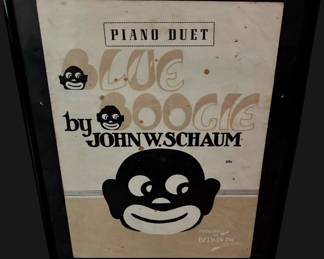 PIANO DUET
BLUE
BOOGIE
by
JOHN W. SCHAUM